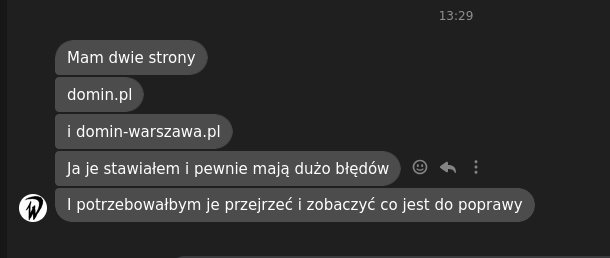 13:29
Mam dwie strony
domin.pl
i domin-warszawa.pl
Ja je stawiałem i pewnie mają dużo błędów
I potrzebowałbym je przejrzeć i zobaczyć co jest do poprawy